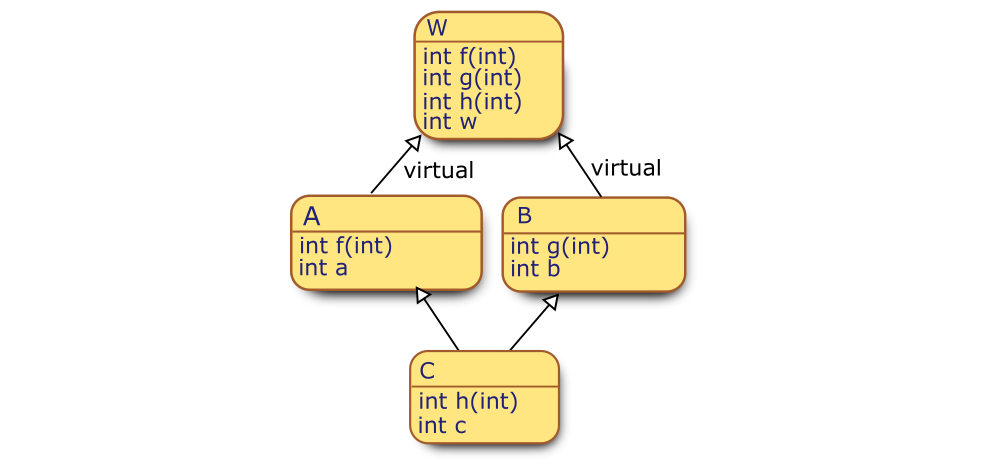 W
int f(int)
int g(int)
int h(int)
int w
virtual
virtual
A
int f(int)
int a
B
int g(int)
int b
C
int h(int)
int c